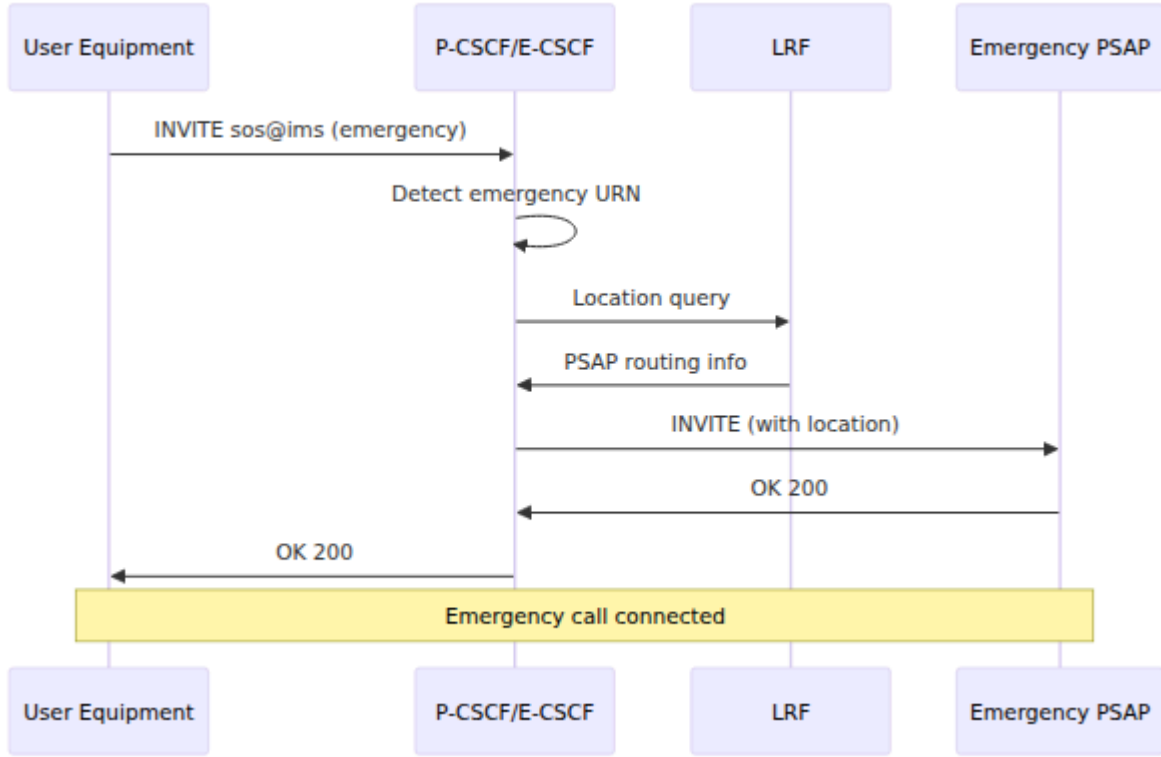 User Equipment
P-CSCF/E-CSCF
LRF
Emergency PSAP
INVITE sos@ims (emergency)
Detect emergency URN
Location query
PSAP routing info
INVITE (with location)
OK 200
OK 200
Emergency call connected
User Equipment
P-CSCF/E-CSCF
LRF
Emergency PSAP